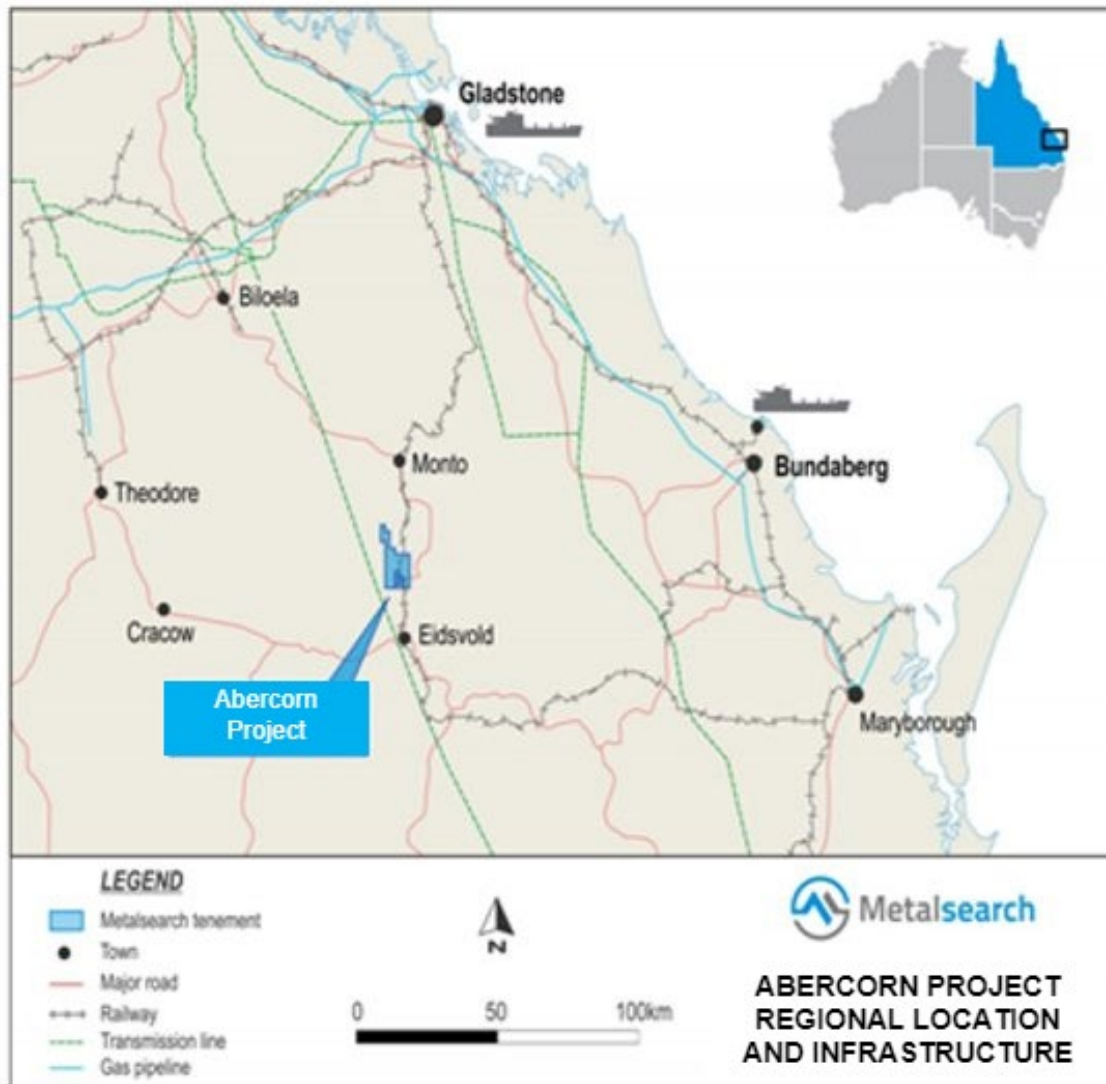 Gladstone
Biloela
Monto
Bundaberg
Theodore
Cracow
Eidsvold
Abercorn
Project
Maryborough
LEGEND
Metalsearch tenement
Town
Major road
Railway
Transmission line
Gas pipeline
N
0 50 100km
Metalsearch
ABERCORN PROJECT
REGIONAL LOCATION
AND INFRASTRUCTURE